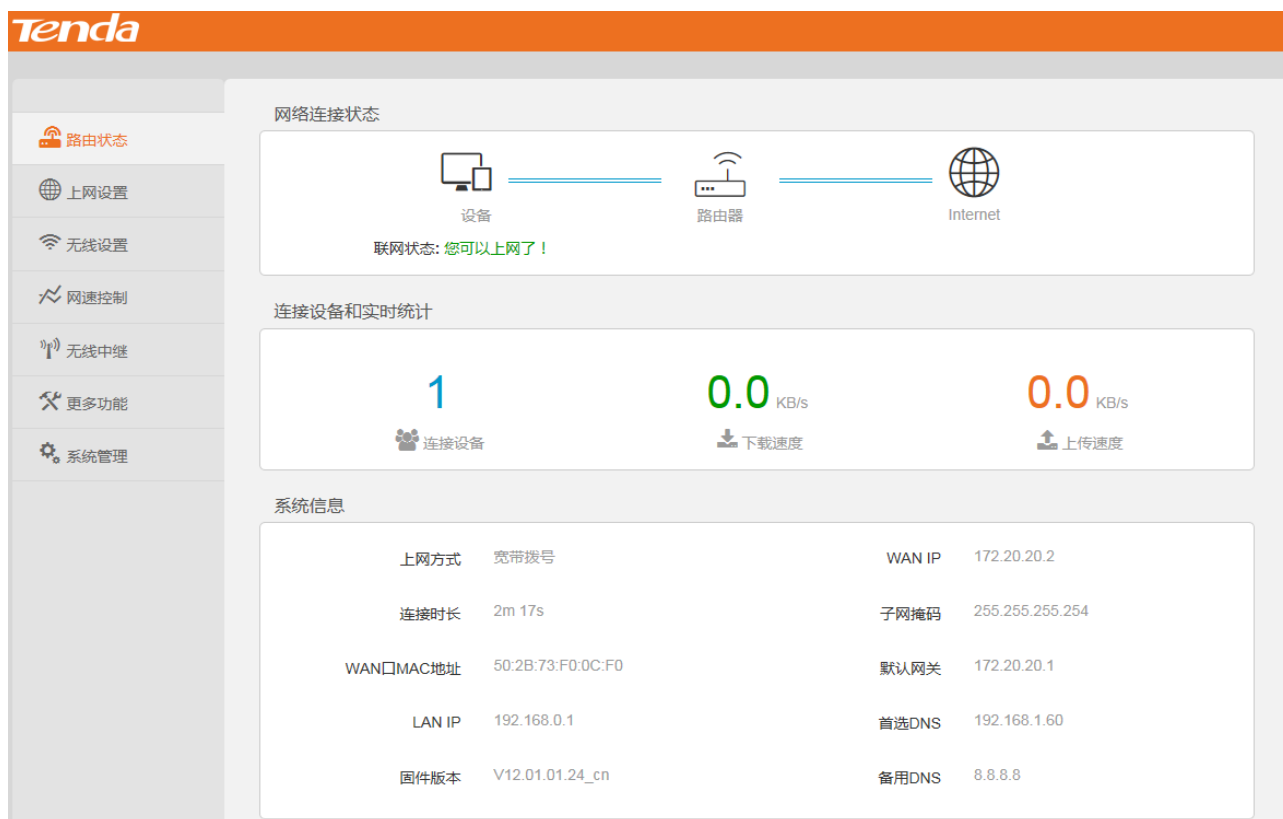 Tenda
路由状态
上网设置
无线设置
网速控制
无线中继
更多功能
系统管理
网络连接状态
设备
路由器
Internet
联网状态: 您可以上网了！
连接设备和实时统计
1
0.0 KB/s
0.0 KB/s
连接设备
下载速度
上传速度
系统信息
上网方式 宽带拨号 WAN IP 172.20.20.2
连接时长 2m 17s 子网掩码 255.255.255.254
WAN口MAC地址 50:2B:73:F0:0C:F0 默认网关 172.20.20.1
LAN IP 192.168.0.1 首选DNS 192.168.1.60
固件版本 V12.01.01.24_cn 备用DNS 8.8.8.8